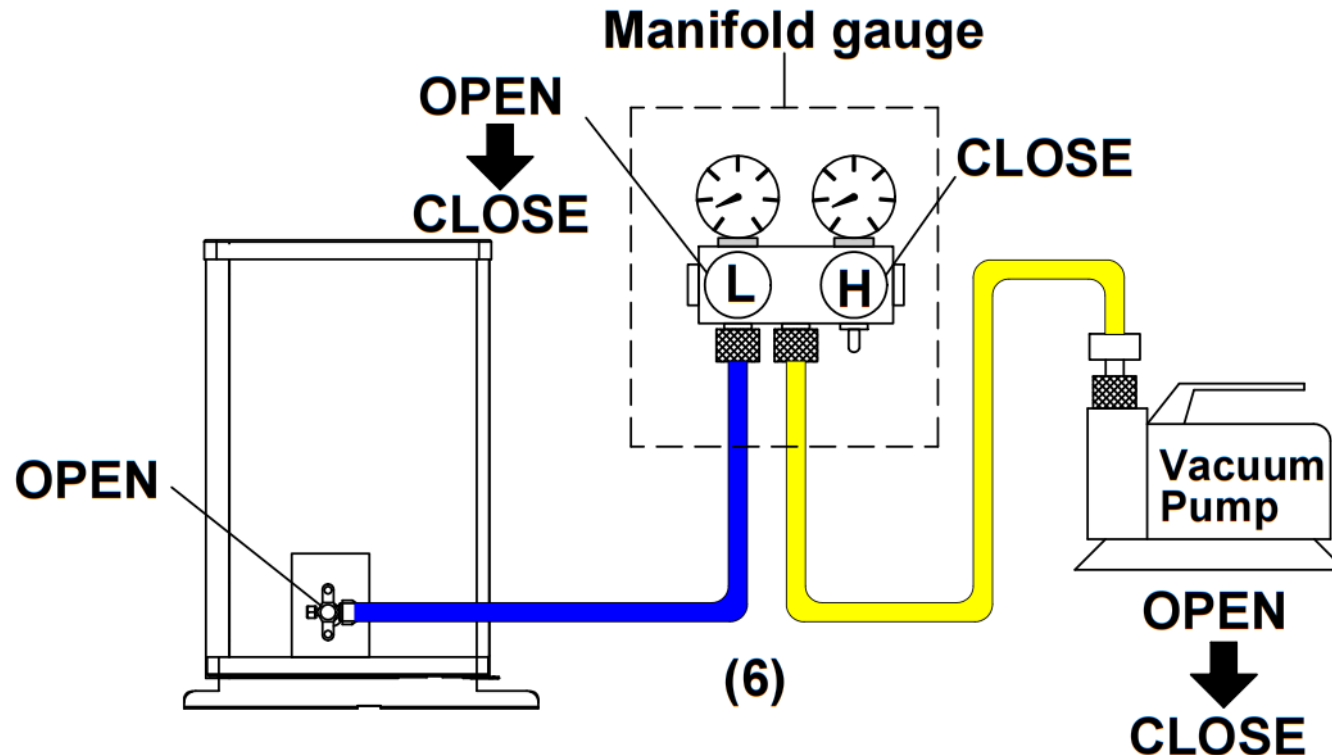 Manifold gauge
OPEN
CLOSE
CLOSE
L
H
OPEN
Vacuum
Pump
(6)
OPEN
CLOSE